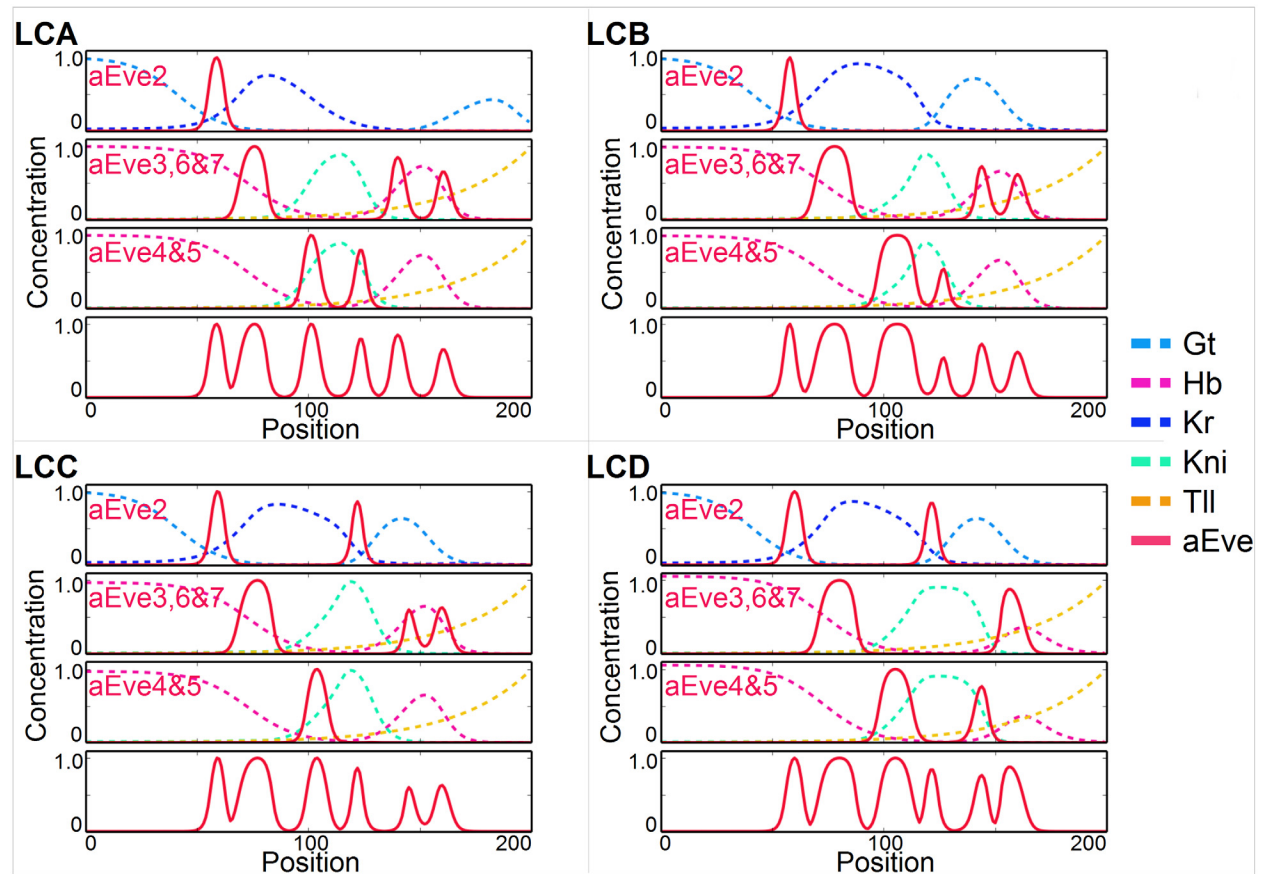 LCA
1.0
aEve2
0
1.0
aEve3,6&7
0
1.0
aEve4&5
0
1.0
0
0 100 200
Position
Concentration
LCB
1.0
aEve2
0
1.0
aEve3,6&7
0
1.0
aEve4&5
0
1.0
0
0 100 200
Position
Concentration
LCC
1.0
aEve2
0
1.0
aEve3,6&7
0
1.0
aEve4&5
0
1.0
0
0 100 200
Position
Concentration
LCD
1.0
aEve2
0
1.0
aEve3,6&7
0
1.0
aEve4&5
0
1.0
0
0 100 200
Position
Concentration
Gt
Hb
Kr
Kni
Tll
aEve